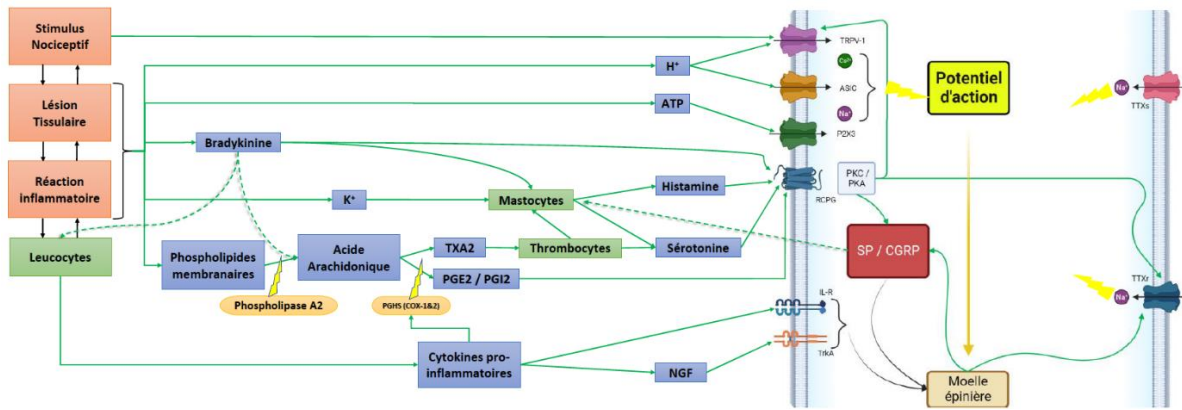 Stimulus
Nociceptif
Lésion
Tissulaire
Réaction
inflammatoire
Leucocytes
Bradykinine
K⁺
Phospholipides
membranaires
Phospholipase A2
Acide
Arachidonique
TXA2
PGE2 / PGI2
PGHS (COX-1&2)
Cytokines pro-
inflammatoires
Mastocytes
Thrombocytes
H⁺
ATP
Histamine
Sérotonine
NGF
TRPV-1
Ca²⁺
ASIC
Na⁺
P2X3
RCPG
PKC /
PKA
SP / CGRP
IL-R
TrkA
Potentiel
d'action
Moelle
épinière
Na⁺
TTXs
TTXr
Na⁺